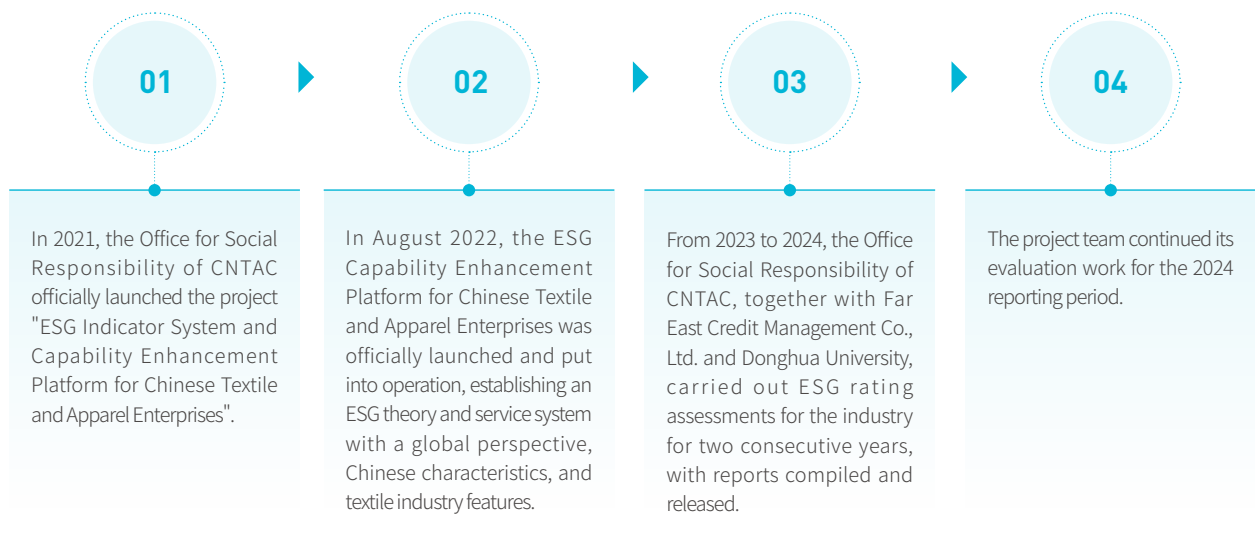 01
In 2021, the Office for Social
Responsibility of CNTAC
officially launched the project
"ESG Indicator System and
Capability Enhancement
Platform for Chinese Textile
and Apparel Enterprises".
02
In August 2022, the ESG
Capability Enhancement
Platform for Chinese Textile
and Apparel Enterprises was
officially launched and put
into operation, establishing an
ESG theory and service system
with a global perspective,
Chinese characteristics, and
textile industry features.
03
From 2023 to 2024, the Office
for Social Responsibility of
CNTAC, together with Far
East Credit Management Co.,
Ltd. and Donghua University,
carried out ESG rating
assessments for the industry
for two consecutive years,
with reports compiled and
released.
04
The project team continued its
evaluation work for the 2024
reporting period.